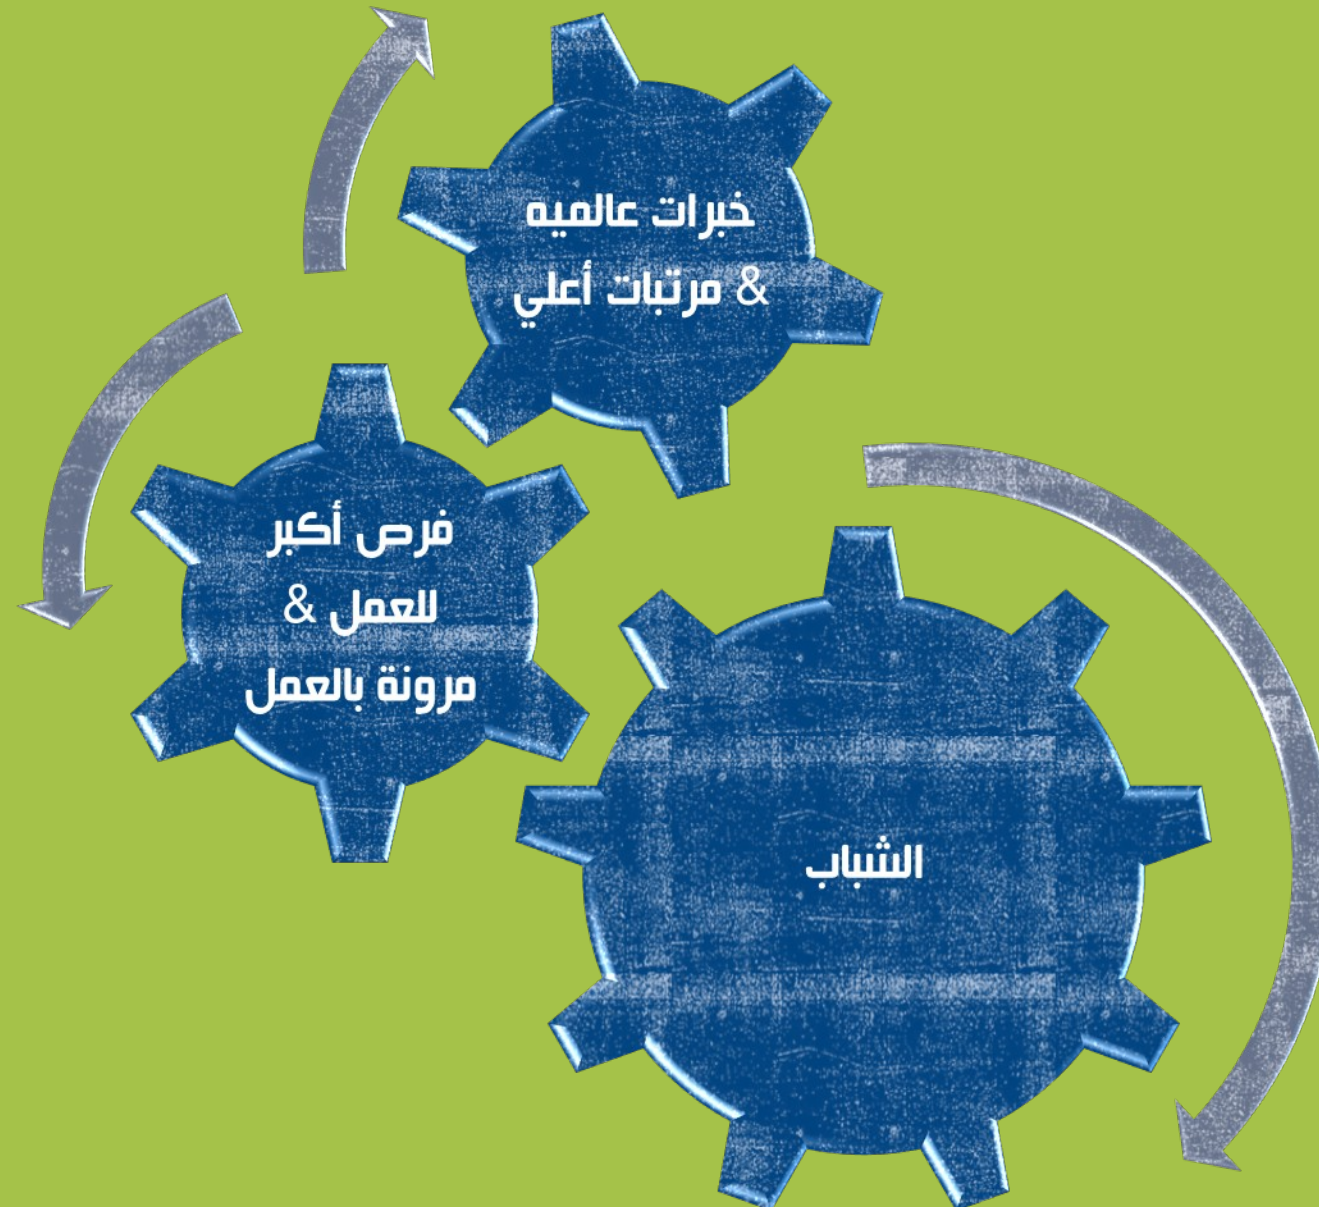 خبرات عالميه
& مرتبات أعلي
فرص أكبر
للعمل &
مرونة بالعمل
الشباب